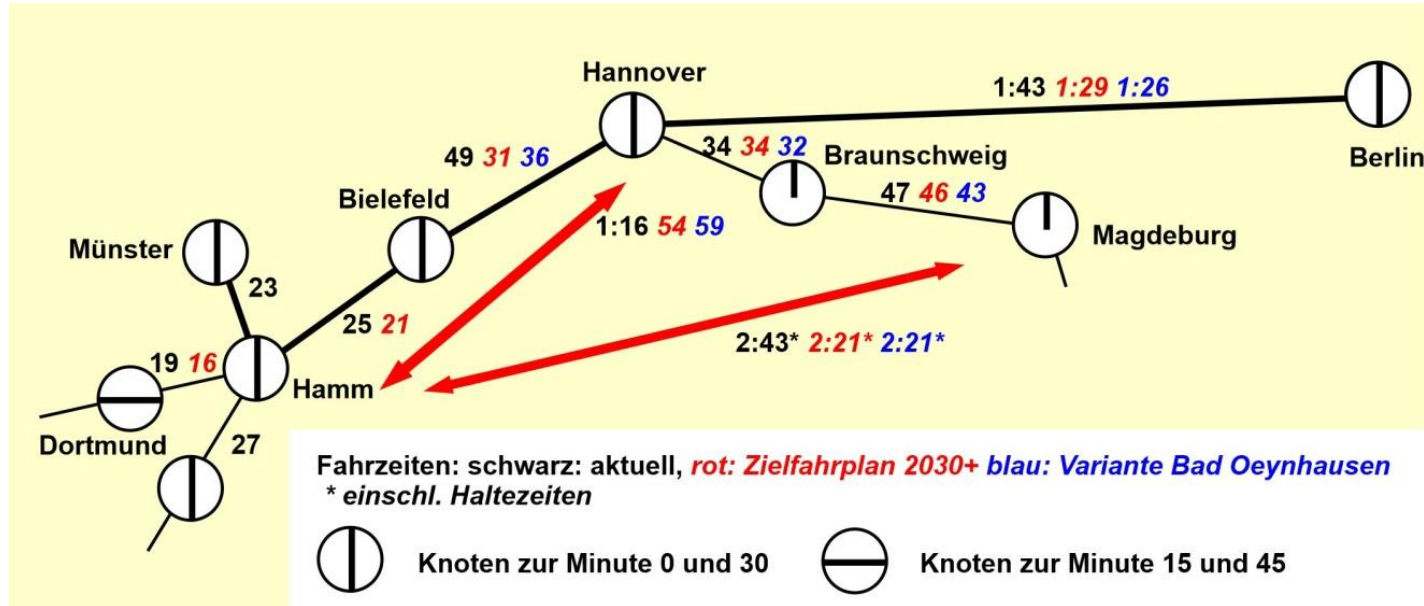 Hannover
1:43 1:29 1:26
49 31 36
34 34 32
Braunschweig
Berlin
Bielefeld
47 46 43
Münster
1:16 54 59
Magdeburg
23
25 21
2:43* 2:21* 2:21*
19 16
Hamm
Dortmund
27
Fahrzeiten: schwarz: aktuell, rot: Zielfahrplan 2030+ blau: Variante Bad Oeynhausen
* einschl. Haltezeiten
Knoten zur Minute 0 und 30
Knoten zur Minute 15 und 45